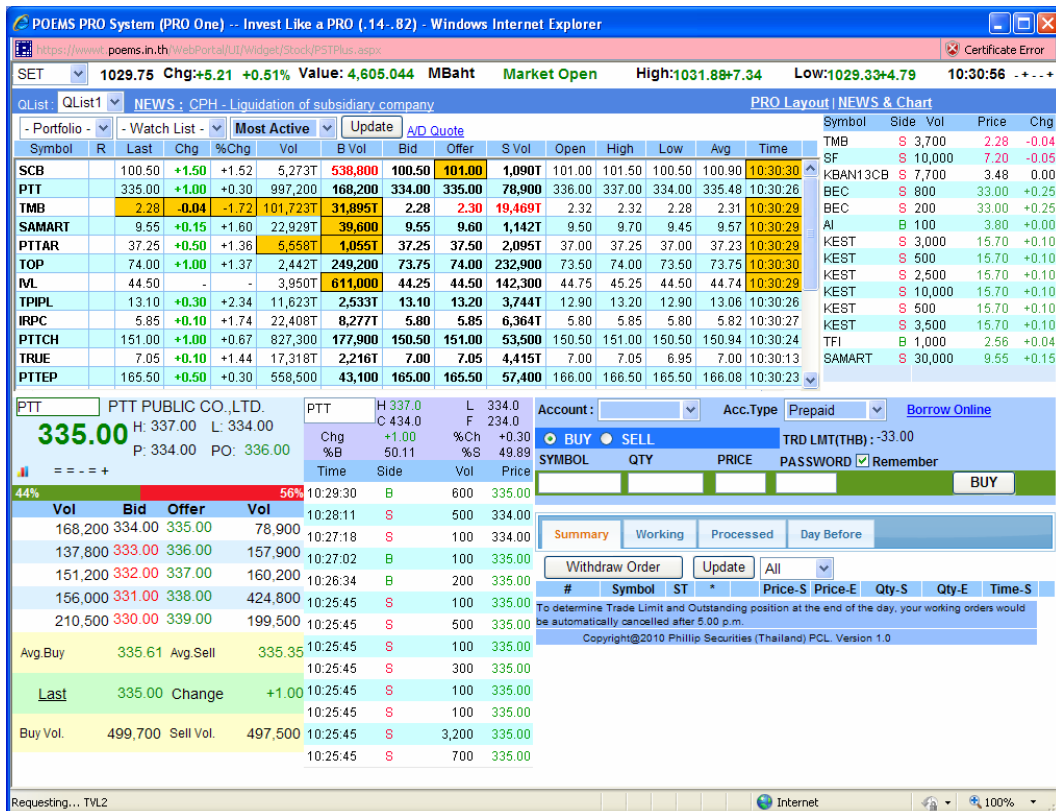 POEMS PRO System (PRO One) -- Invest Like a PRO (.14-.82) - Windows Internet Explorer
poems.in.th/WebPortal/UI/Widget/Stock/PSTPlus.aspx Certificate Error
SET 1029.75 Chg:+5.21 +0.51% Value: 4,605.044 MBaht Market Open High:1031.88+7.34 Low:1029.33+4.79 10:30:56 -+--+
QList: QList1 NEWS : CPH - Liquidation of subsidiary company PRO Layout | NEWS & Chart
- Portfolio - - Watch List - Most Active Update A/D Quote
Symbol R Last Chg %Chg Vol B Vol Bid Offer S Vol Open High Low Avg Time
SCB 100.50 +1.50 +1.52 5,273T 538,800 100.50 101.00 1,090T 101.00 101.50 100.50 100.90 10:30:30
PTT 335.00 +1.00 +0.30 997,200 168,200 334.00 335.00 78,900 336.00 337.00 334.00 335.48 10:30:26
TMB 2.28 -0.04 -1.72 101,723T 31,895T 2.28 2.30 19,469T 2.32 2.32 2.28 2.31 10:30:29
SAMART 9.55 +0.15 +1.60 22,929T 39,600 9.55 9.60 1,142T 9.50 9.70 9.45 9.57 10:30:29
PTTAR 37.25 +0.50 +1.36 5,558T 1,055T 37.25 37.50 2,095T 37.00 37.25 37.00 37.23 10:30:29
TOP 74.00 +1.00 +1.37 2,442T 249,200 73.75 74.00 232,900 73.50 74.00 73.50 73.75 10:30:30
IVL 44.50 - - 3,950T 611,000 44.25 44.50 142,300 44.75 45.25 44.50 44.74 10:30:29
TPIPL 13.10 +0.30 +2.34 11,623T 2,533T 13.10 13.20 3,744T 12.90 13.20 12.90 13.06 10:30:26
IRPC 5.85 +0.10 +1.74 22,408T 8,277T 5.80 5.85 6,364T 5.80 5.85 5.80 5.82 10:30:27
PTTCH 151.00 +1.00 +0.67 827,300 177,900 150.50 151.00 53,500 150.50 151.00 150.50 150.94 10:30:24
TRUE 7.05 +0.10 +1.44 17,318T 2,216T 7.00 7.05 4,415T 7.00 7.05 6.95 7.00 10:30:13
PTTEP 165.50 +0.50 +0.30 558,500 43,100 165.00 165.50 57,400 166.00 166.50 165.50 166.08 10:30:23
Symbol Side Vol Price Chg
TMB S 3,700 2.28 -0.04
SF S 10,000 7.20 -0.05
KBAN13CB S 7,700 3.48 0.00
BEC S 800 33.00 +0.25
BEC S 200 33.00 +0.25
AI B 100 3.80 +0.00
KEST S 3,000 15.70 +0.10
KEST S 500 15.70 +0.10
KEST S 2,500 15.70 +0.10
KEST S 10,000 15.70 +0.10
KEST S 500 15.70 +0.10
KEST S 3,500 15.70 +0.10
TFI B 1,000 2.56 +0.04
SAMART S 30,000 9.55 +0.15
PTT PTT PUBLIC CO.,LTD.
335.00 H: 337.00 L: 334.00
P: 334.00 PO: 336.00
= = - = +
44% 56%
Vol Bid Offer Vol
168,200 334.00 335.00 78,900
137,800 333.00 336.00 157,900
151,200 332.00 337.00 160,200
156,000 331.00 338.00 424,800
210,500 330.00 339.00 199,500
Avg.Buy 335.61 Avg.Sell 335.35
Last 335.00 Change +1.00
Buy Vol. 499,700 Sell Vol. 497,500
PTT H 337.0 L 334.0
C 434.0 F 234.0
Chg +1.00 %Ch +0.30
%B 50.11 %S 49.89
Time Side Vol Price
10:29:30 B 600 335.00
10:28:11 S 500 334.00
10:27:18 S 100 334.00
10:27:02 B 100 335.00
10:26:34 B 200 335.00
10:25:45 S 100 335.00
10:25:45 S 500 335.00
10:25:45 S 100 335.00
10:25:45 S 300 335.00
10:25:45 S 100 335.00
10:25:45 S 100 335.00
10:25:45 S 3,200 335.00
10:25:45 S 700 335.00
Account : Acc.Type Prepaid Borrow Online
BUY SELL TRD LMT(THB) : -33.00
SYMBOL QTY PRICE PASSWORD Remember
BUY
Summary Working Processed Day Before
Withdraw Order Update All
# Symbol ST * Price-S Price-E Qty-S Qty-E Time-S
To determine Trade Limit and Outstanding position at the end of the day, your working orders would
be automatically cancelled after 5.00 p.m.
Copyright@2010 Phillip Securities (Thailand) PCL. Version 1.0
Requesting... TVL2 Internet 100%